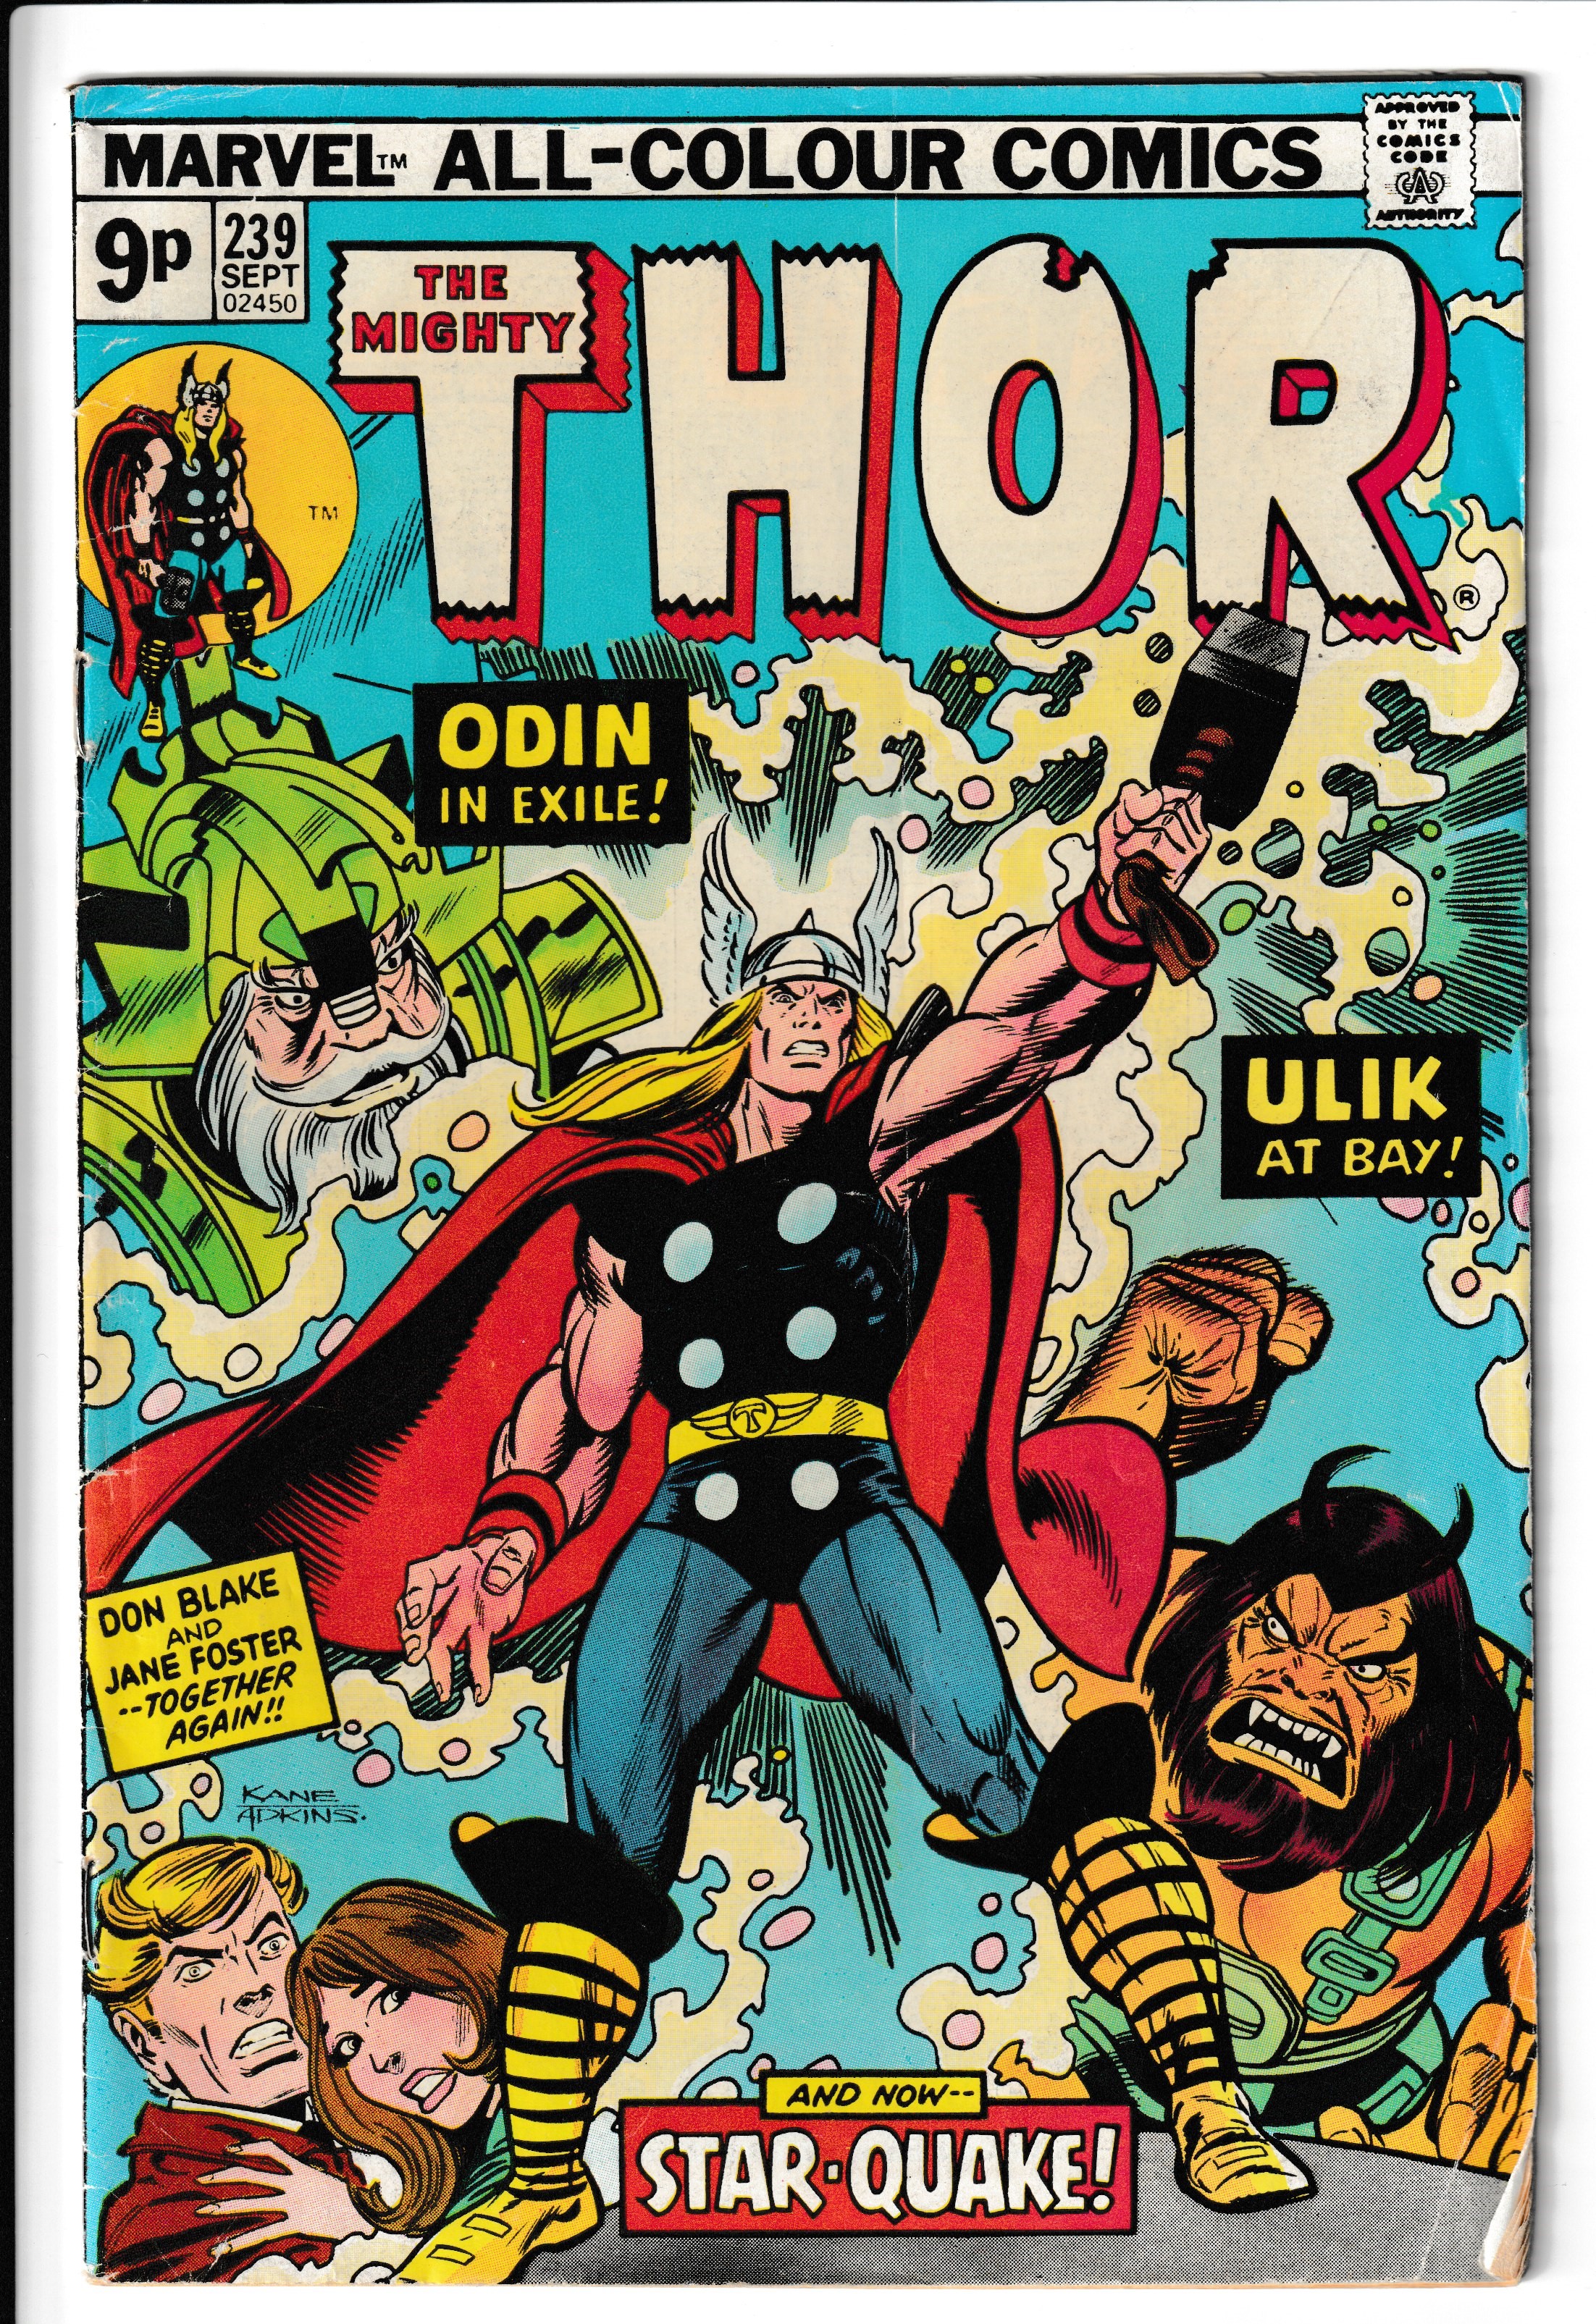 MARVEL™ ALL-COLOUR COMICS
APPROVED
BY THE
COMICS
CODE
CA
AUTHORITY
9p
239
SEPT
02450
THE
MIGHTY
THOR
®
TM
ODIN
IN EXILE!
ULIK
AT BAY!
T
DON BLAKE
AND
JANE FOSTER
--TOGETHER
AGAIN!!
KANE
ADKINS.
AND NOW--
STAR-QUAKE!